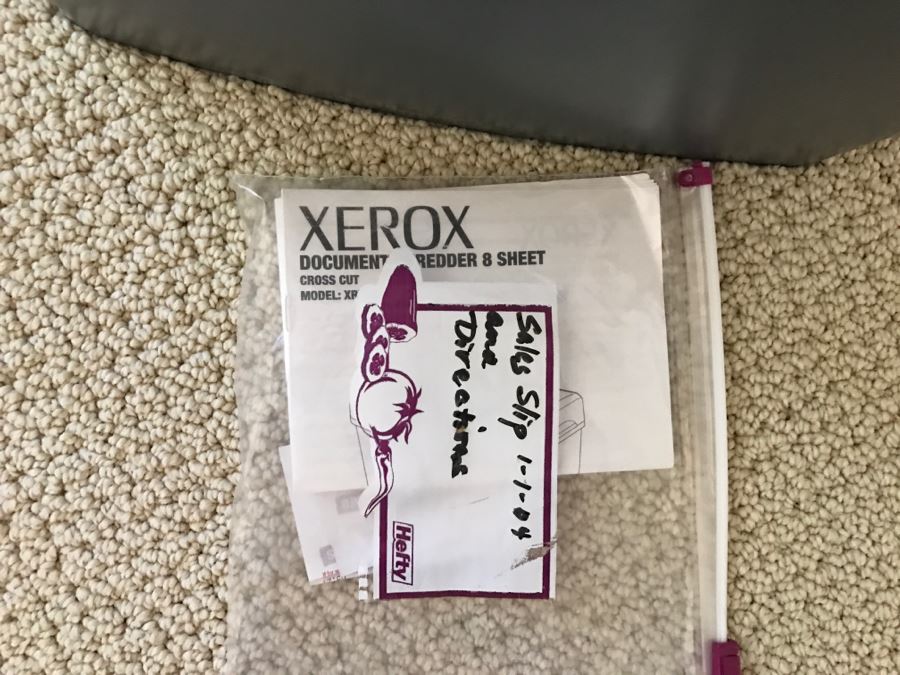 XEROX
DOCUMENT REDDER 8 SHEET
CROSS CUT
MODEL: XR
Sales Slip 1-1-04
and
Directions
Hefty